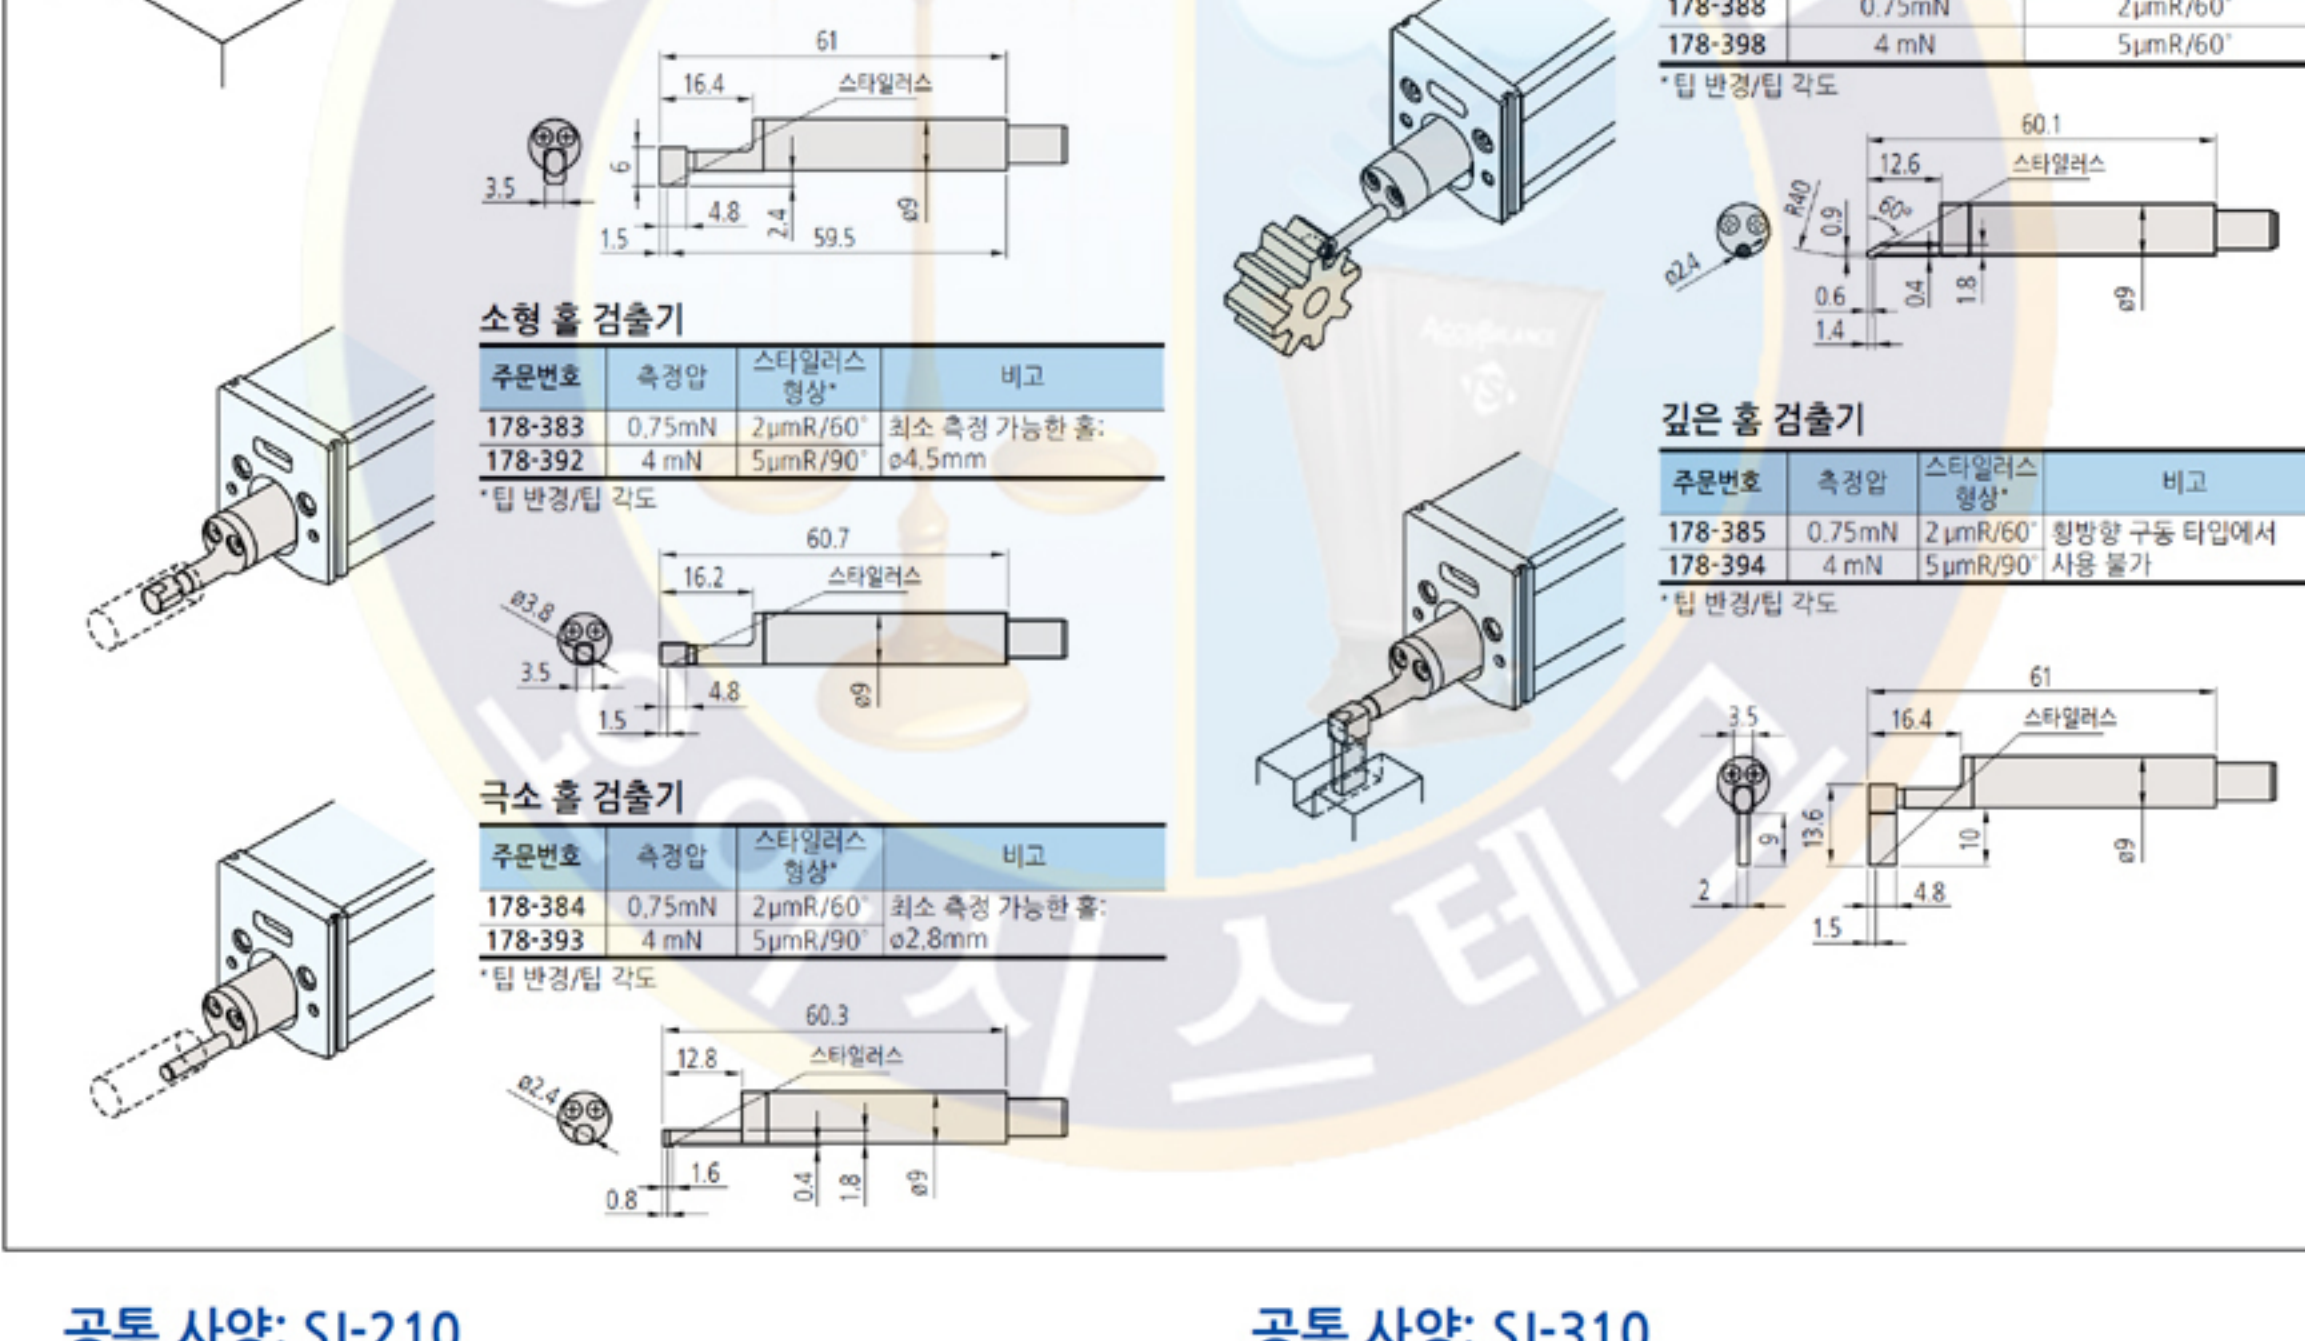 61
16.4
스타일러스
6
3.5
4.8
2.4
ø9
1.5
59.5
소형 홀 검출기
주문번호 측정압 스타일러스 형상* 비고
178-383 0.75mN 2µmR/60° 최소 측정 가능한 홀:
178-392 4 mN 5µmR/90° ø4.5mm
*팁 반경/팁 각도
60.7
16.2
스타일러스
ø3.8
3.5
4.8
1.5
ø9
극소 홀 검출기
주문번호 측정압 스타일러스 형상* 비고
178-384 0.75mN 2µmR/60° 최소 측정 가능한 홀:
178-393 4 mN 5µmR/90° ø2.8mm
*팁 반경/팁 각도
60.3
12.8
스타일러스
ø2.4
1.6
0.8
0.4
1.8
ø9
178-388 0.75mN 2µmR/60°
178-398 4 mN 5µmR/60°
*팁 반경/팁 각도
60.1
12.6
스타일러스
R40
0.9
60°
ø2.4
0.6
0.4
1.8
1.4
ø9
ACCUBALANCE
깊은 홈 검출기
주문번호 측정압 스타일러스 형상* 비고
178-385 0.75mN 2µmR/60° 횡방향 구동 타입에서
178-394 4 mN 5µmR/90° 사용 불가
*팁 반경/팁 각도
61
3.5
16.4
스타일러스
9
13.6
10
ø9
2
4.8
1.5
시스테크
공통 사양: SJ-210
공통 사양: SJ-310